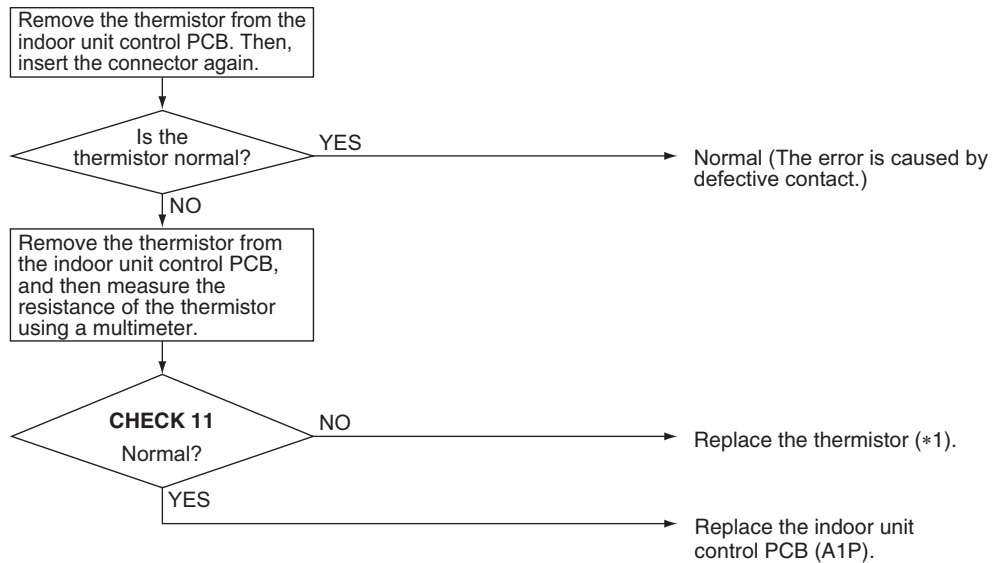 Remove the thermistor from the
indoor unit control PCB. Then,
insert the connector again.
Is the
thermistor normal?
YES
Normal (The error is caused by
defective contact.)
NO
Remove the thermistor from
the indoor unit control PCB,
and then measure the
resistance of the thermistor
using a multimeter.
CHECK 11
Normal?
NO
Replace the thermistor (∗1).
YES
Replace the indoor unit
control PCB (A1P).